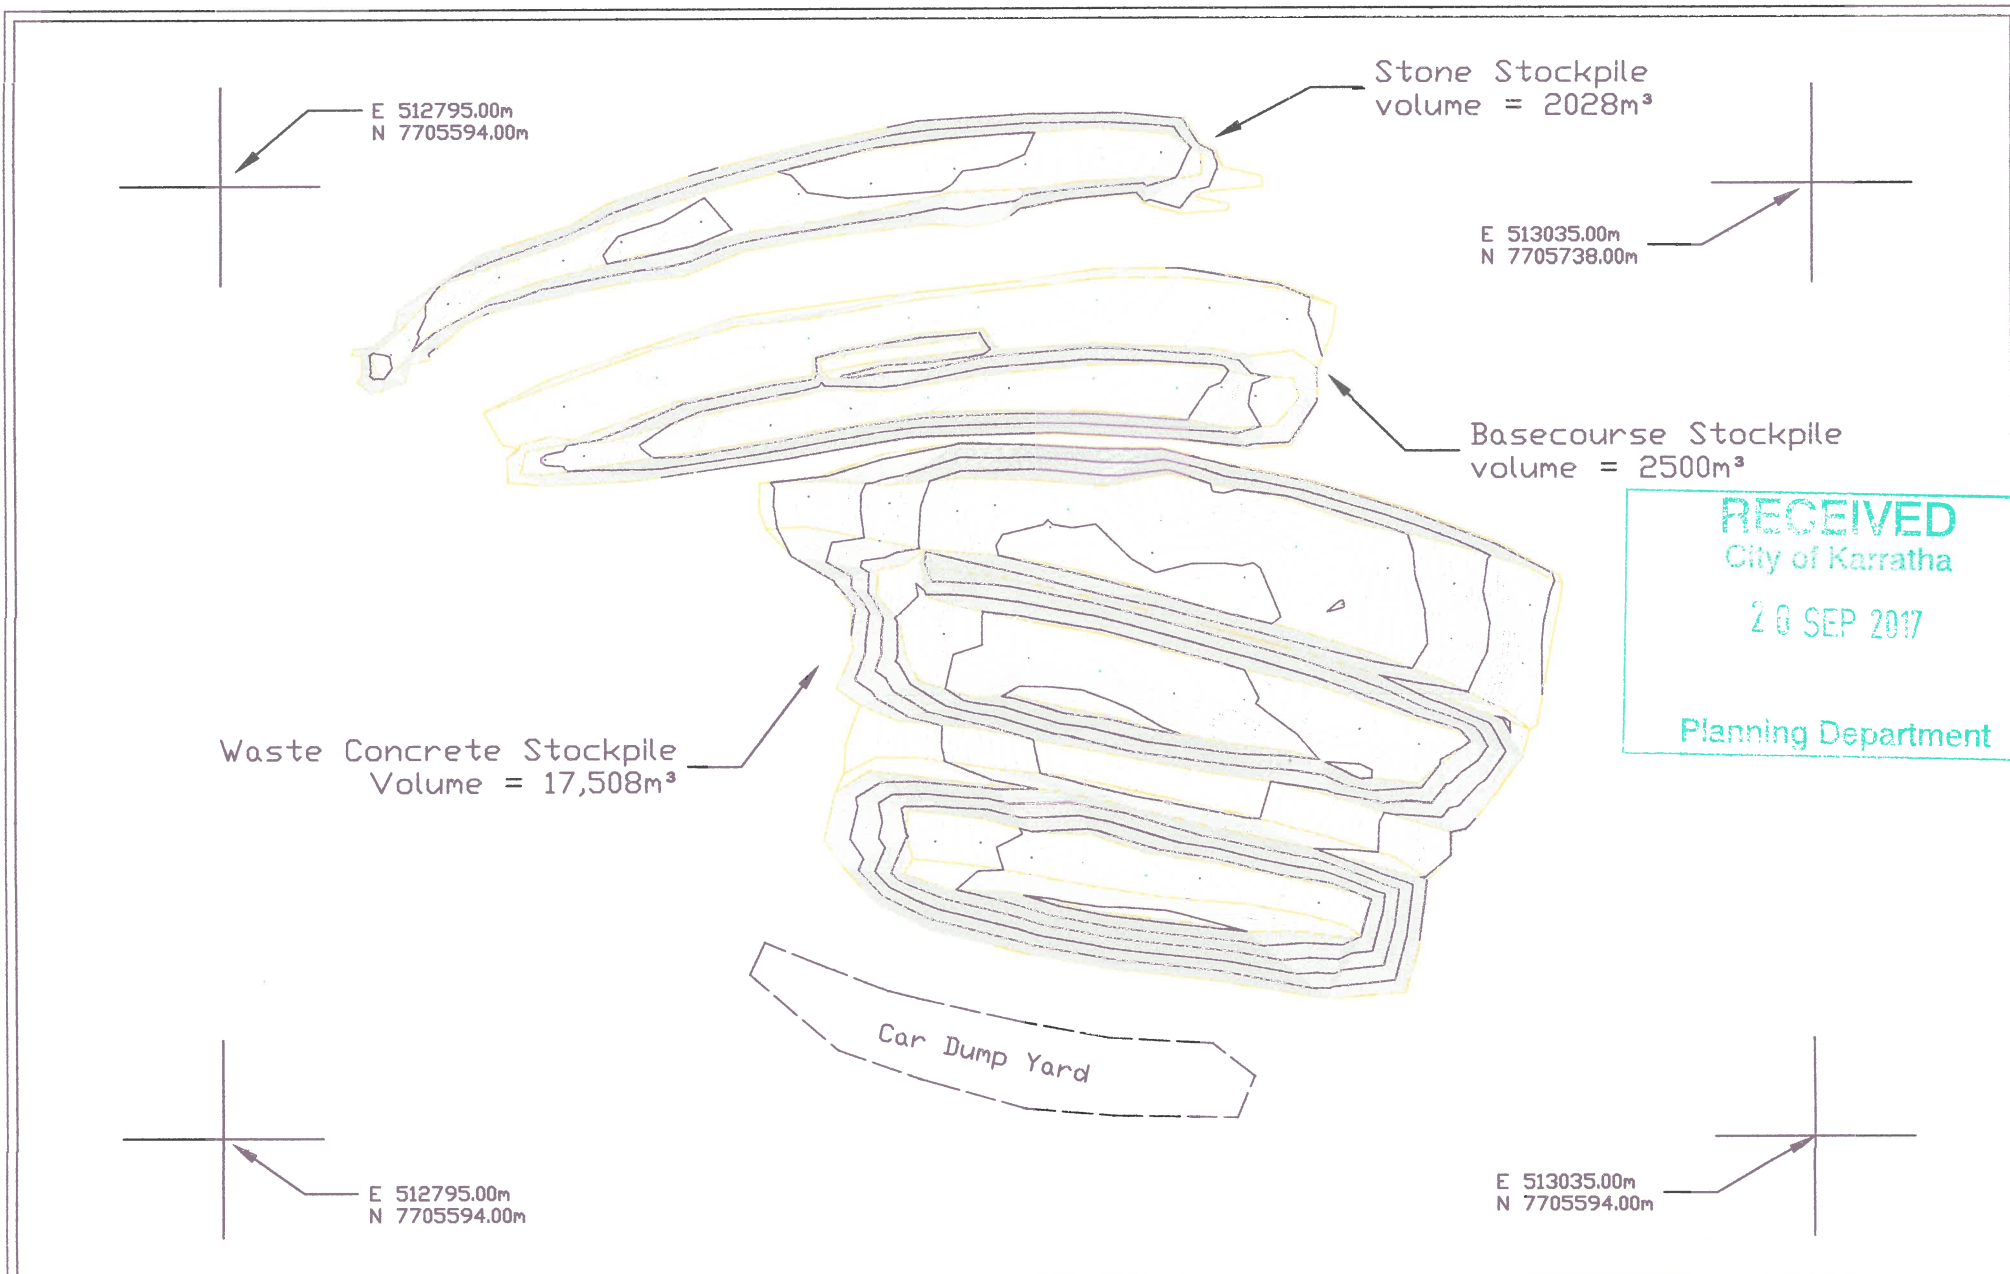 Stone Stockpile
volume = 2028m³
E 512795.00m
N 7705594.00m
E 513035.00m
N 7705738.00m
Basecourse Stockpile
volume = 2500m³
RECEIVED
City of Karratha
20 SEP 2017
Planning Department
Waste Concrete Stockpile
Volume = 17,508m³
Car Dump Yard
E 512795.00m
N 7705594.00m
E 513035.00m
N 7705594.00m